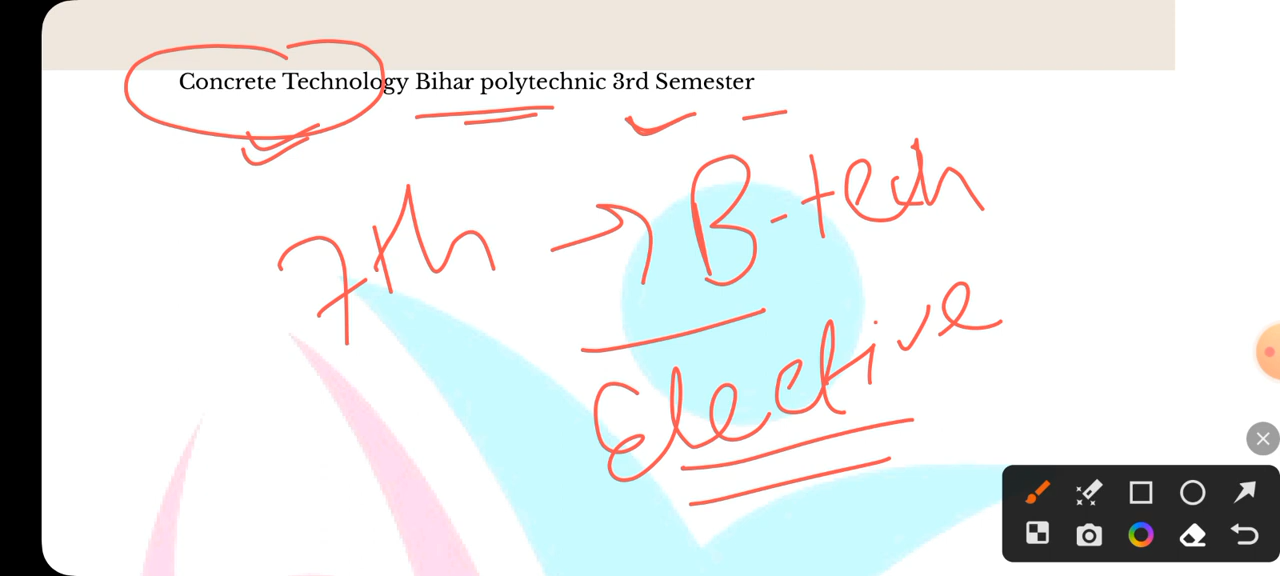 Concrete Technology Bihar polytechnic 3rd Semester
7th → B-tech
Elective